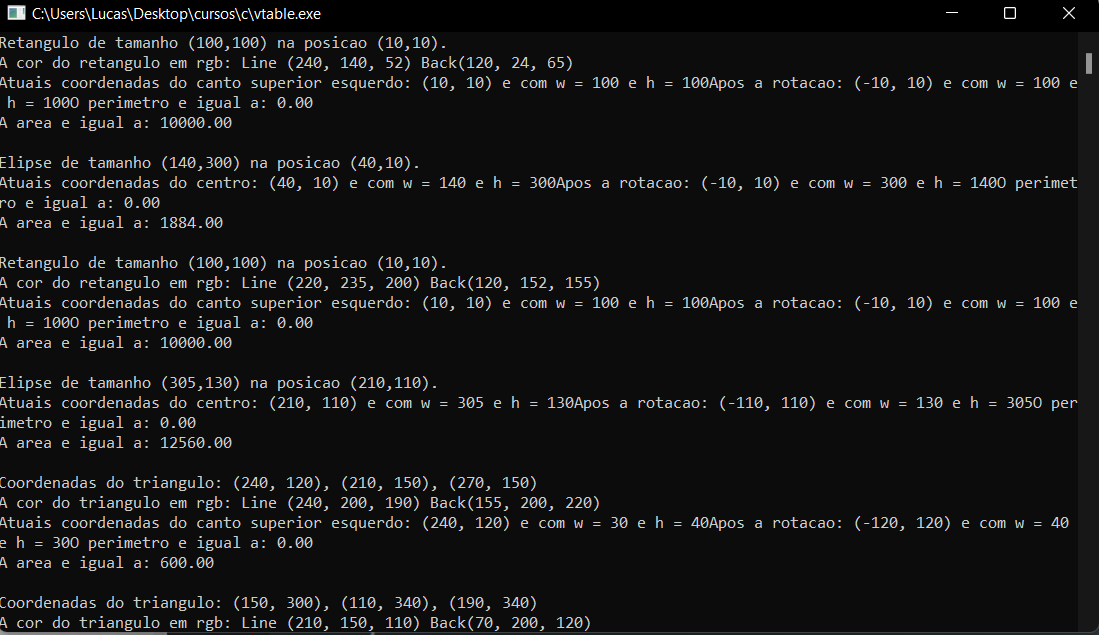 C:\Users\Lucas\Desktop\cursos\c\vtable.exe
Retangulo de tamanho (100,100) na posicao (10,10).
A cor do retangulo em rgb: Line (240, 140, 52) Back(120, 24, 65)
Atuais coordenadas do canto superior esquerdo: (10, 10) e com w = 100 e h = 100Apos a rotacao: (-10, 10) e com w = 100 e
 h = 100O perimetro e igual a: 0.00
A area e igual a: 10000.00

Elipse de tamanho (140,300) na posicao (40,10).
Atuais coordenadas do centro: (40, 10) e com w = 140 e h = 300Apos a rotacao: (-10, 10) e com w = 300 e h = 140O perimet
ro e igual a: 0.00
A area e igual a: 1884.00

Retangulo de tamanho (100,100) na posicao (10,10).
A cor do retangulo em rgb: Line (220, 235, 200) Back(120, 152, 155)
Atuais coordenadas do canto superior esquerdo: (10, 10) e com w = 100 e h = 100Apos a rotacao: (-10, 10) e com w = 100 e
 h = 100O perimetro e igual a: 0.00
A area e igual a: 10000.00

Elipse de tamanho (305,130) na posicao (210,110).
Atuais coordenadas do centro: (210, 110) e com w = 305 e h = 130Apos a rotacao: (-110, 110) e com w = 130 e h = 305O per
imetro e igual a: 0.00
A area e igual a: 12560.00

Coordenadas do triangulo: (240, 120), (210, 150), (270, 150)
A cor do triangulo em rgb: Line (240, 200, 190) Back(155, 200, 220)
Atuais coordenadas do canto superior esquerdo: (240, 120) e com w = 30 e h = 40Apos a rotacao: (-120, 120) e com w = 40
e h = 30O perimetro e igual a: 0.00
A area e igual a: 600.00

Coordenadas do triangulo: (150, 300), (110, 340), (190, 340)
A cor do triangulo em rgb: Line (210, 150, 110) Back(70, 200, 120)